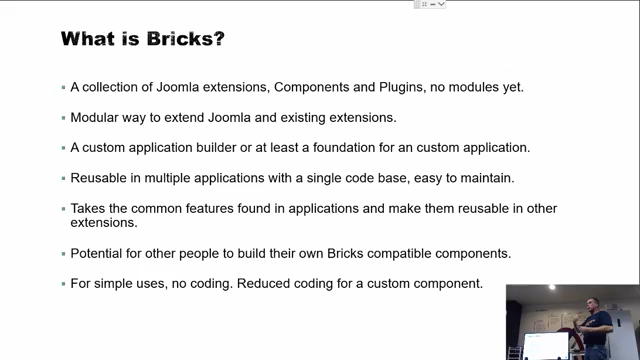 What is Bricks?
A collection of Joomla extensions, Components and Plugins, no modules yet.
Modular way to extend Joomla and existing extensions.
A custom application builder or at least a foundation for an custom application.
Reusable in multiple applications with a single code base, easy to maintain.
Takes the common features found in applications and make them reusable in other
extensions.
Potential for other people to build their own Bricks compatible components.
For simple uses, no coding. Reduced coding for a custom component.